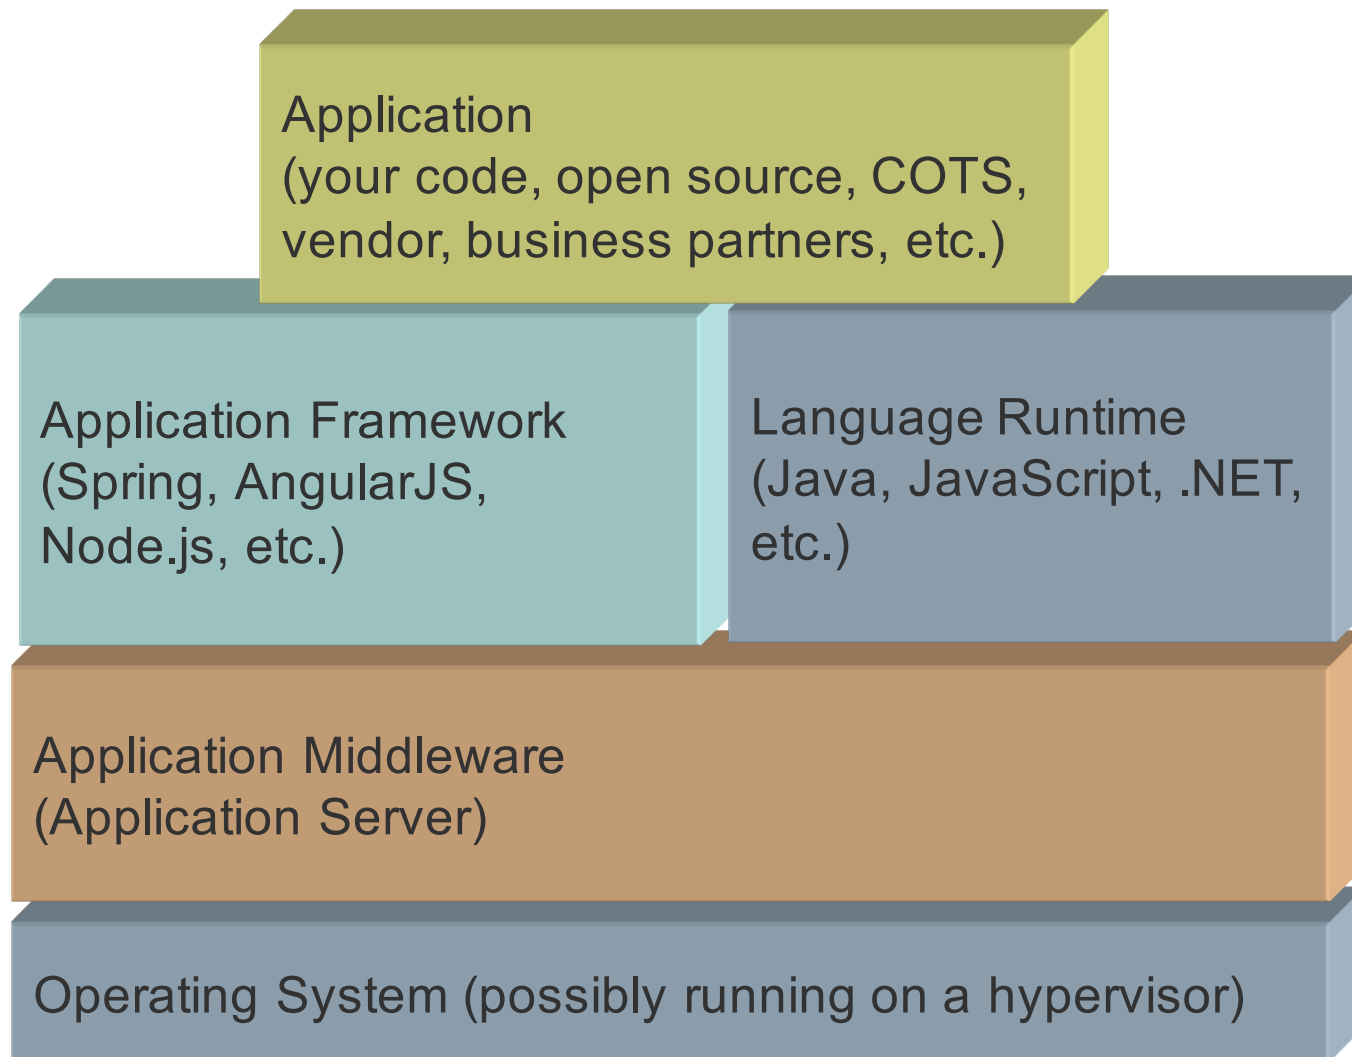 Application
(your code, open source, COTS,
vendor, business partners, etc.)
Application Framework
(Spring, AngularJS,
Node.js, etc.)
Language Runtime
(Java, JavaScript, .NET,
etc.)
Application Middleware
(Application Server)
Operating System (possibly running on a hypervisor)